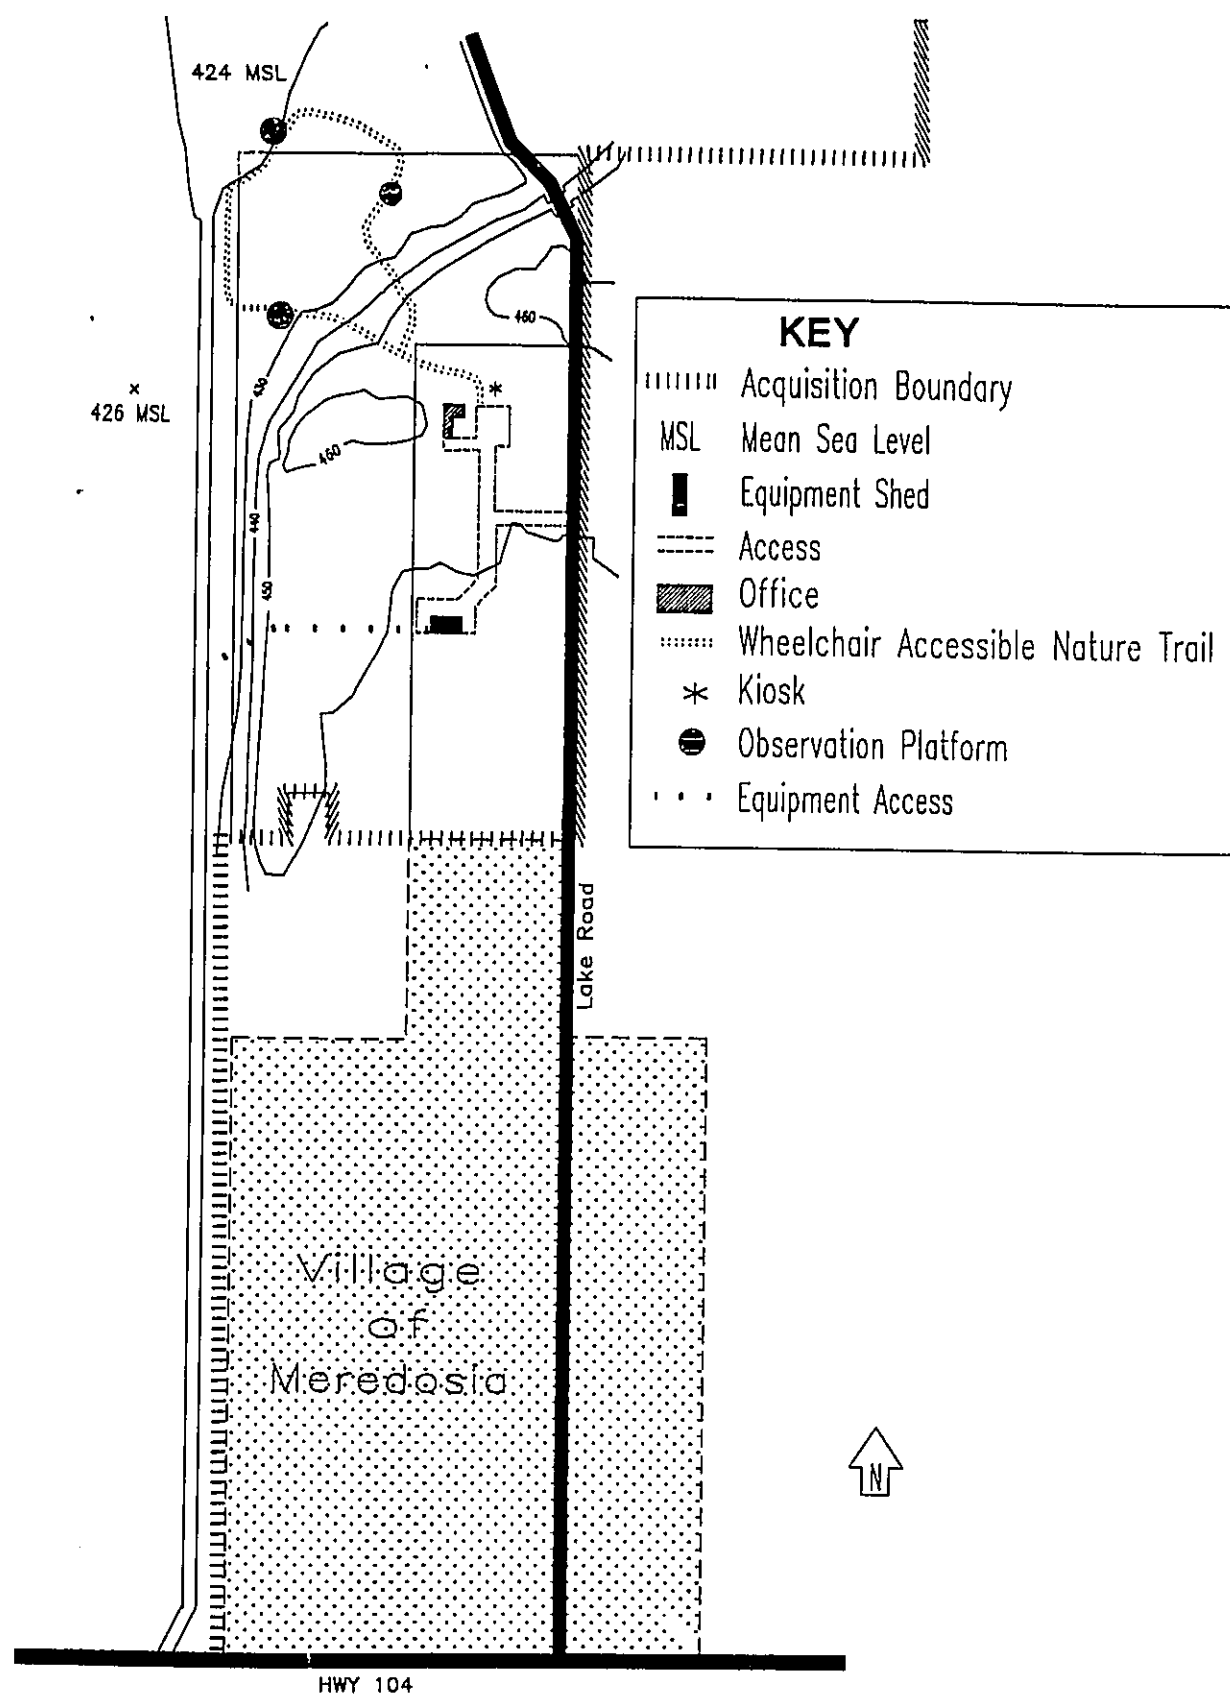 424 MSL
460
KEY
Acquisition Boundary
MSL Mean Sea Level
Equipment Shed
Access
Office
Wheelchair Accessible Nature Trail
Kiosk
Observation Platform
Equipment Access
430
426 MSL
460
440
450
Lake Road
Village
of
Meredosia
N
HWY 104